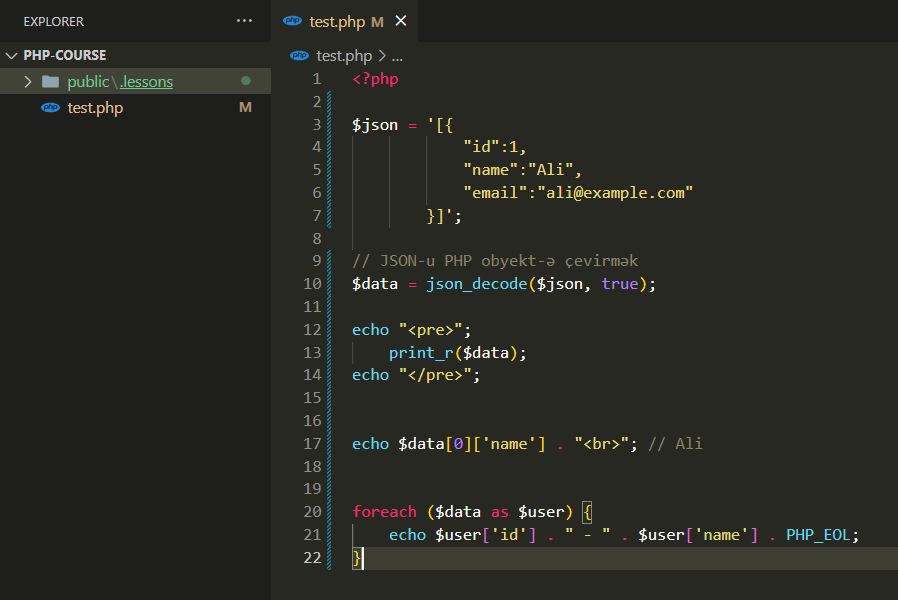 EXPLORER
···
php test.php M ×
PHP-COURSE
public\.lessons
php test.php M
php test.php > ...
1 <?php
2
3 $json = '[{
4 "id":1,
5 "name":"Ali",
6 "email":"ali@example.com"
7 }]';
8
9 // JSON-u PHP obyekt-ə çevirmək
10 $data = json_decode($json, true);
11
12 echo "<pre>";
13 print_r($data);
14 echo "</pre>";
15
16
17 echo $data[0]['name'] . "<br>"; // Ali
18
19
20 foreach ($data as $user) {
21 echo $user['id'] . " - " . $user['name'] . PHP_EOL;
22 }